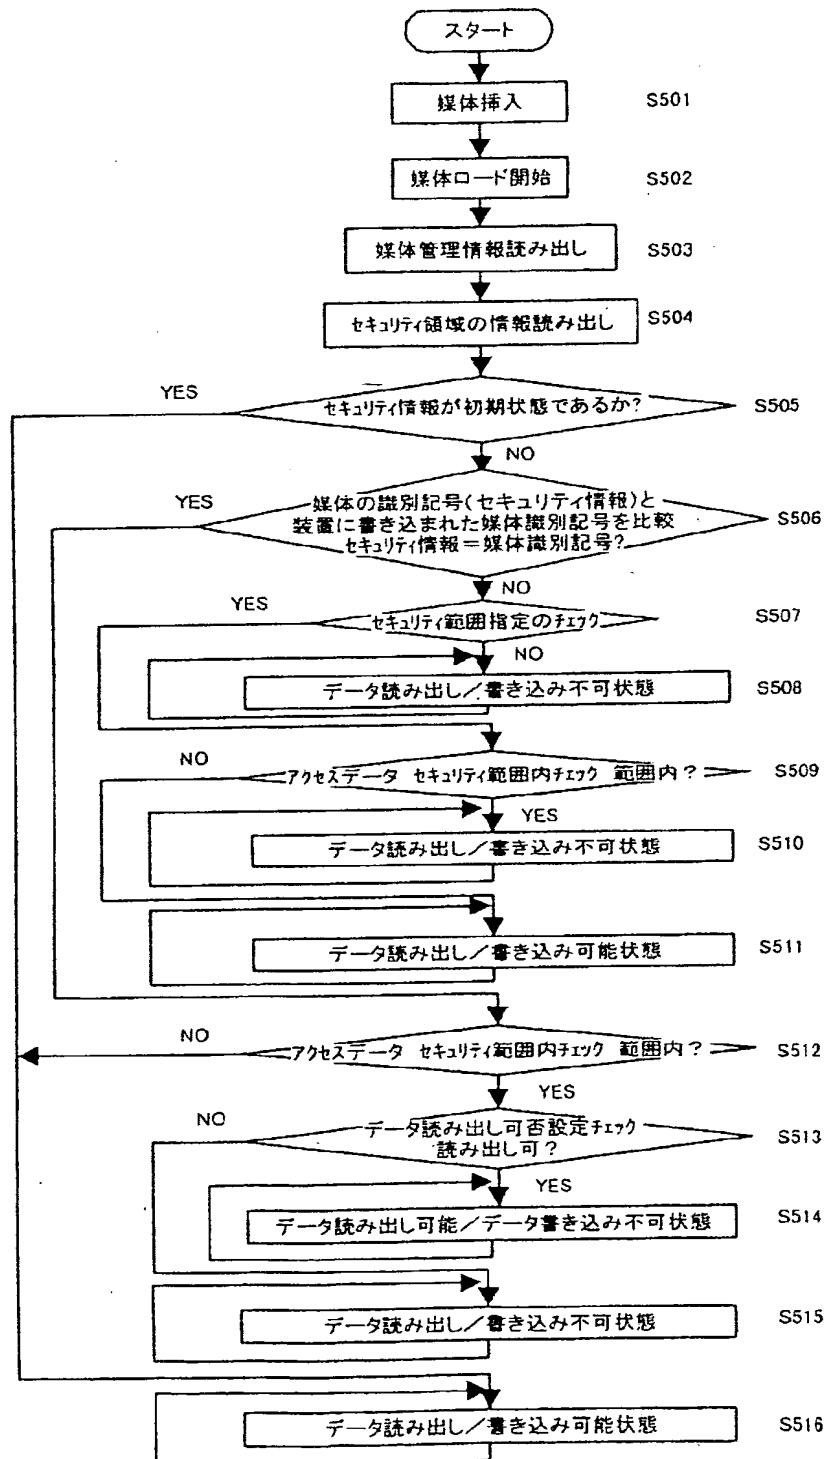 スタート
媒体挿入 S501
媒体ロード開始 S502
媒体管理情報読み出し S503
セキュリティ領域の情報読み出し S504
YES
セキュリティ情報が初期状態であるか? S505
NO
YES
媒体の識別記号(セキュリティ情報)と
装置に書き込まれた媒体識別記号を比較 S506
セキュリティ情報=媒体識別記号?
NO
YES
セキュリティ範囲指定のチェック S507
NO
データ読み出し/書き込み不可状態 S508
NO
アクセスデータ セキュリティ範囲内チェック 範囲内? S509
YES
データ読み出し/書き込み不可状態 S510
データ読み出し/書き込み可能状態 S511
NO
アクセスデータ セキュリティ範囲内チェック 範囲内? S512
YES
NO
データ読み出し可否設定チェック S513
読み出し可?
YES
データ読み出し可能/データ書き込み不可状態 S514
データ読み出し/書き込み不可状態 S515
データ読み出し/書き込み可能状態 S516